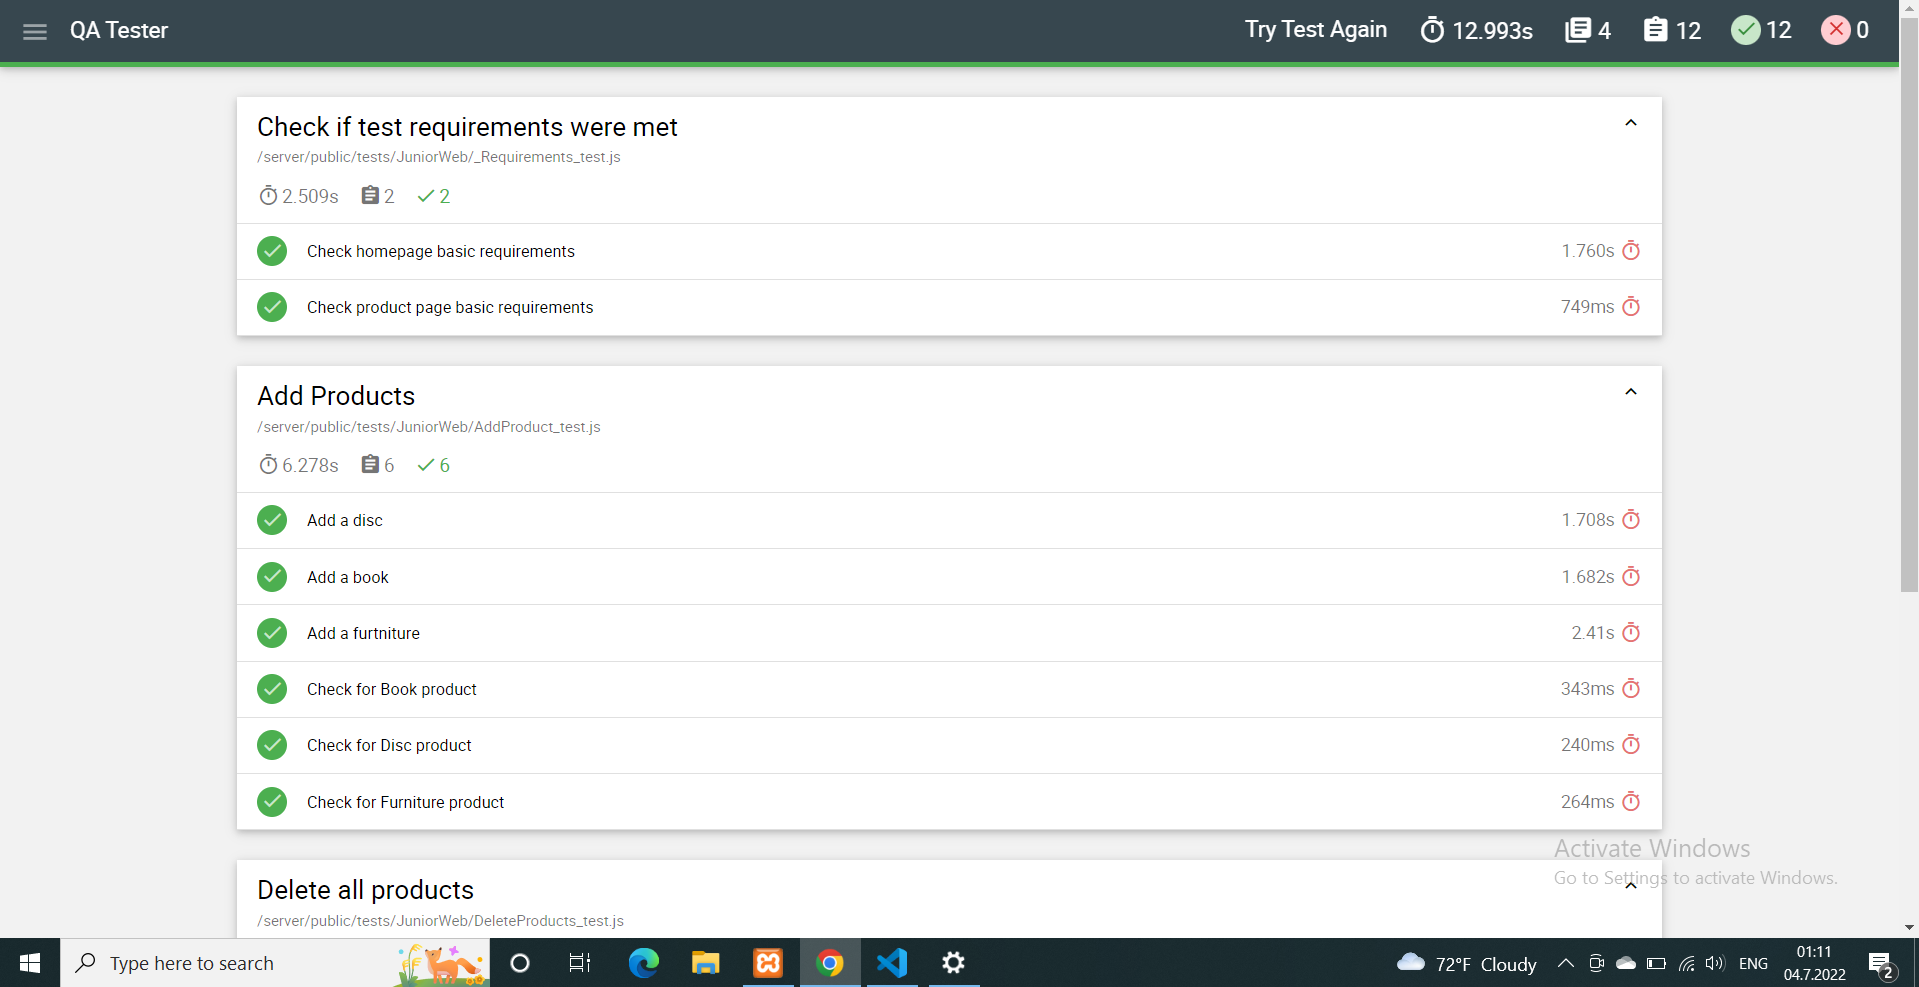 QA Tester
Try Test Again 12.993s 4 12 12 0
Check if test requirements were met
/server/public/tests/JuniorWeb/_Requirements_test.js
2.509s 2 2
Check homepage basic requirements 1.760s
Check product page basic requirements 749ms
Add Products
/server/public/tests/JuniorWeb/AddProduct_test.js
6.278s 6 6
Add a disc 1.708s
Add a book 1.682s
Add a furtniture 2.41s
Check for Book product 343ms
Check for Disc product 240ms
Check for Furniture product 264ms
Activate Windows
Go to Settings to activate Windows.
Delete all products
/server/public/tests/JuniorWeb/DeleteProducts_test.js
Type here to search
72°F Cloudy
ENG
01:11
04.7.2022
2